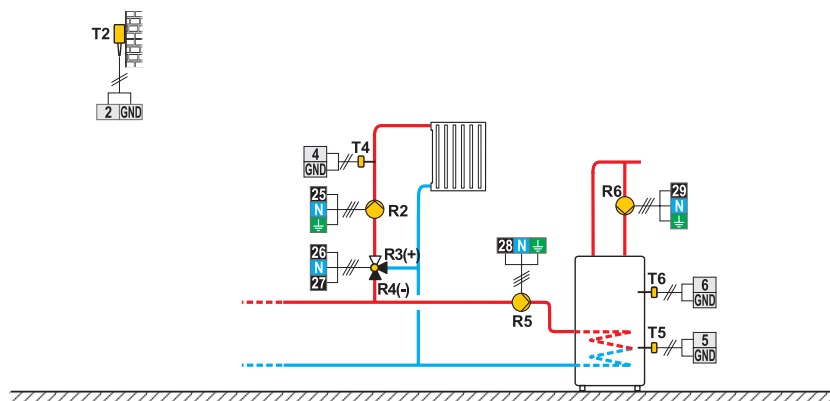 T2
2 GND
4
GND
T4
25
N
R2
26
N
27
R3(+)
R4(-)
28 N
R5
R6
29
N
T6
6
GND
T5
5
GND